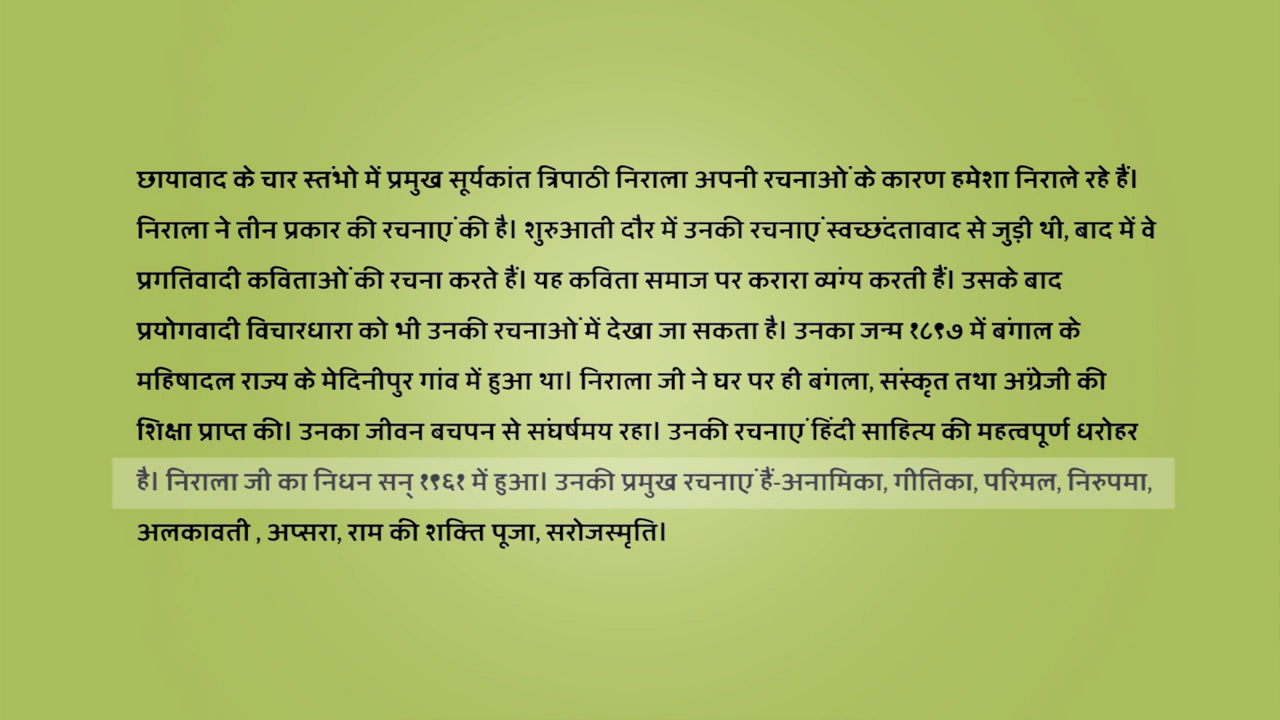 छायावाद के चार स्तंभो में प्रमुख सूर्यकांत त्रिपाठी निराला अपनी रचनाओं के कारण हमेशा निराले रहे हैं।
निराला ने तीन प्रकार की रचनाएं की है। शुरुआती दौर में उनकी रचनाएं स्वच्छंदतावाद से जुड़ी थी, बाद में वे
प्रगतिवादी कविताओं की रचना करते हैं। यह कविता समाज पर करारा व्यंग्य करती हैं। उसके बाद
प्रयोगवादी विचारधारा को भी उनकी रचनाओं में देखा जा सकता है। उनका जन्म १८९७ में बंगाल के
महिषादल राज्य के मेदिनीपुर गांव में हुआ था। निराला जी ने घर पर ही बंगला, संस्कृत तथा अंग्रेजी की
शिक्षा प्राप्त की। उनका जीवन बचपन से संघर्षमय रहा। उनकी रचनाएं हिंदी साहित्य की महत्वपूर्ण धरोहर
है। निराला जी का निधन सन् १९६१ में हुआ। उनकी प्रमुख रचनाएं हैं-अनामिका, गीतिका, परिमल, निरुपमा,
अलकावती , अप्सरा, राम की शक्ति पूजा, सरोजस्मृति।